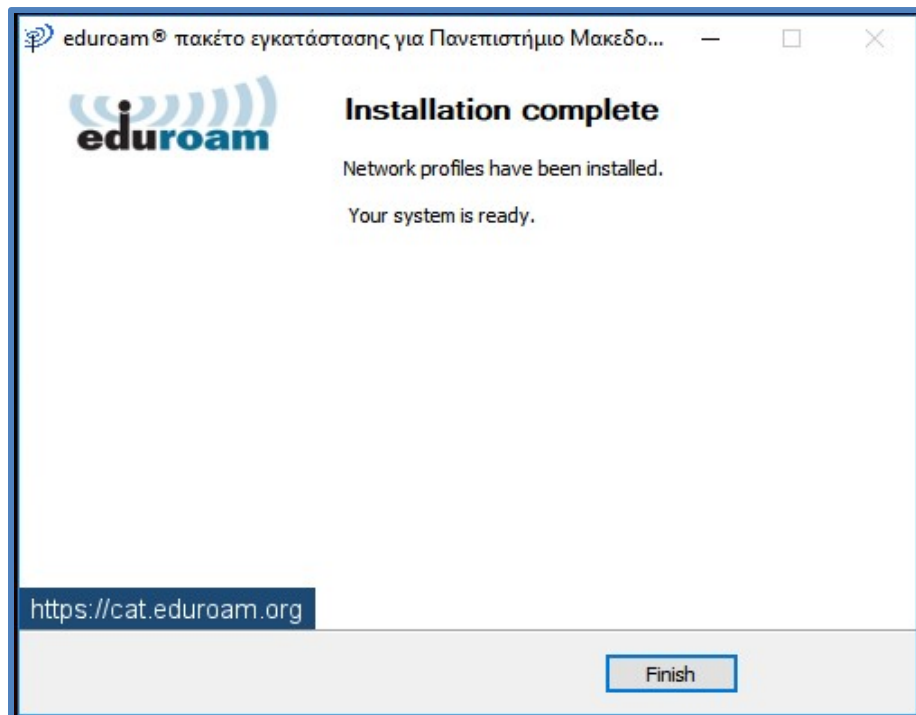 eduroam® πακέτο εγκατάστασης για Πανεπιστήμιο Μακεδο...
eduroam
Installation complete
Network profiles have been installed.
Your system is ready.
https://cat.eduroam.org
Finish